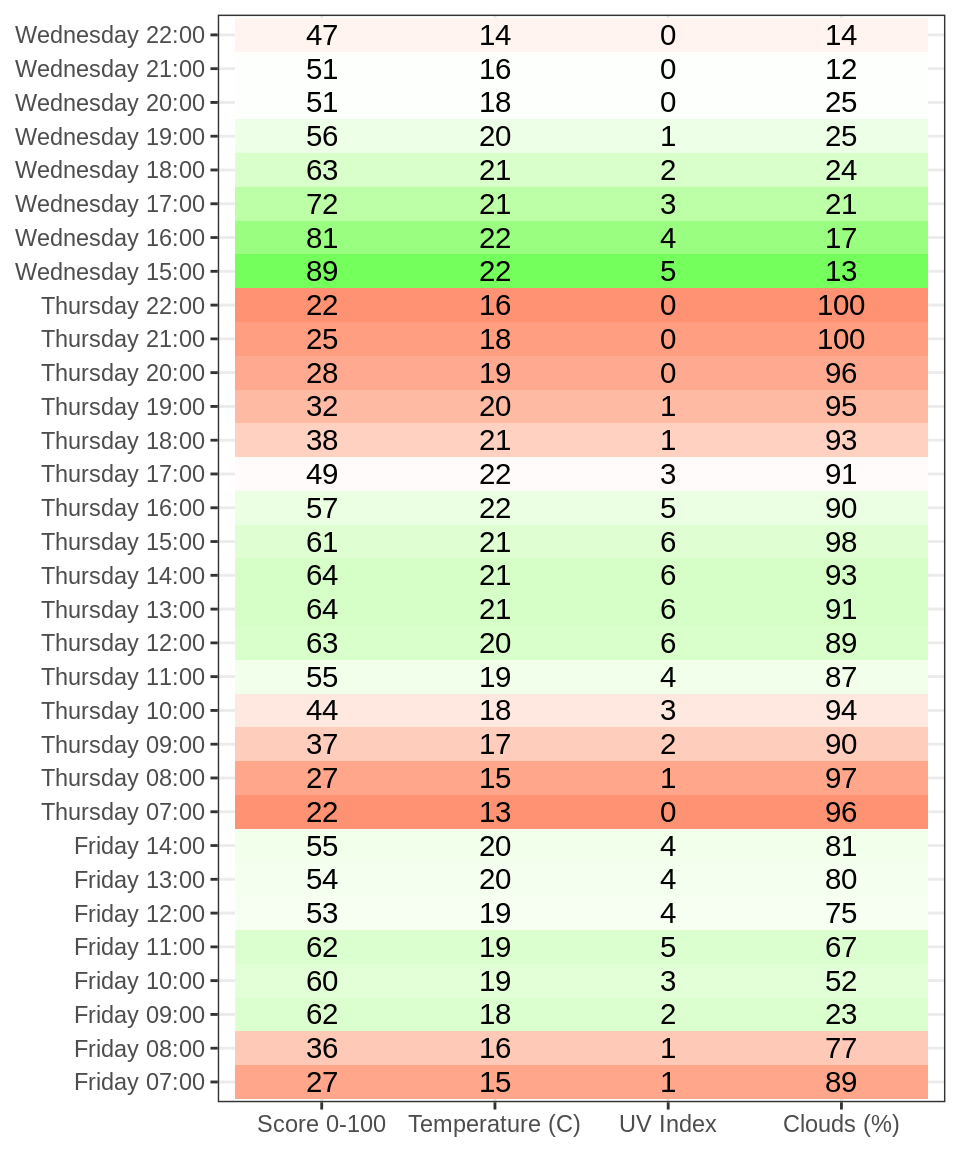 Wednesday 22:00 47 14 0 14
Wednesday 21:00 51 16 0 12
Wednesday 20:00 51 18 0 25
Wednesday 19:00 56 20 1 25
Wednesday 18:00 63 21 2 24
Wednesday 17:00 72 21 3 21
Wednesday 16:00 81 22 4 17
Wednesday 15:00 89 22 5 13
Thursday 22:00 22 16 0 100
Thursday 21:00 25 18 0 100
Thursday 20:00 28 19 0 96
Thursday 19:00 32 20 1 95
Thursday 18:00 38 21 1 93
Thursday 17:00 49 22 3 91
Thursday 16:00 57 22 5 90
Thursday 15:00 61 21 6 98
Thursday 14:00 64 21 6 93
Thursday 13:00 64 21 6 91
Thursday 12:00 63 20 6 89
Thursday 11:00 55 19 4 87
Thursday 10:00 44 18 3 94
Thursday 09:00 37 17 2 90
Thursday 08:00 27 15 1 97
Thursday 07:00 22 13 0 96
Friday 14:00 55 20 4 81
Friday 13:00 54 20 4 80
Friday 12:00 53 19 4 75
Friday 11:00 62 19 5 67
Friday 10:00 60 19 3 52
Friday 09:00 62 18 2 23
Friday 08:00 36 16 1 77
Friday 07:00 27 15 1 89
Score 0-100 Temperature (C) UV Index Clouds (%)